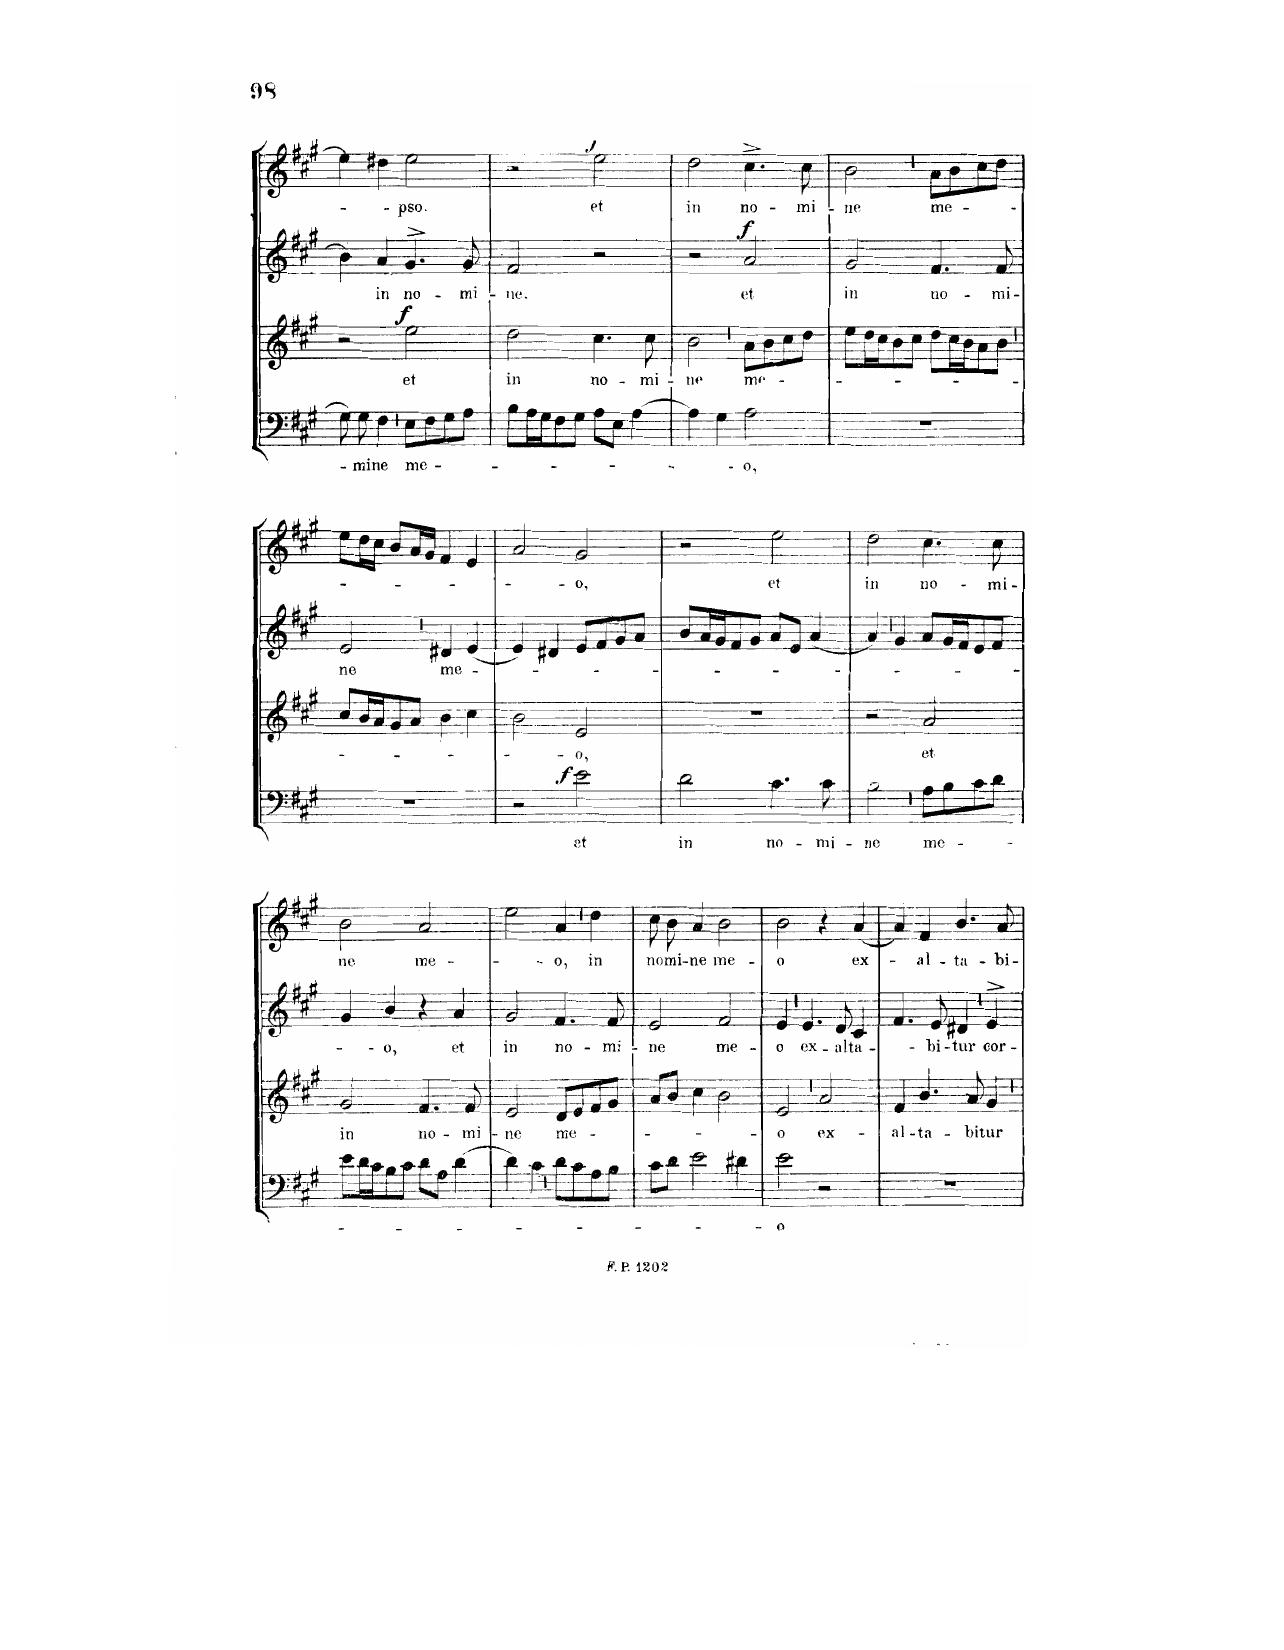 98
- - pso. et in no - mi - ne me - -
f
in no - mi - ne. et in no - mi -
f
et in no - mi - ne me - - - - - -
- mine me - - - - - - o,
- - - - - o, et in no - mi -
ne me - - - - - - - - - -
- - - - - o, et
f
et in no - mi - ne me - -
ne me - - - o, in nomi-ne me - o ex - al - ta - bi -
- - o, et in no - mi - ne me - o ex - alta - - bi - tur cor -
in no - mi - ne me - - - - - o ex - al - ta - bitur
- - - - - - - - o
F. P. 1202